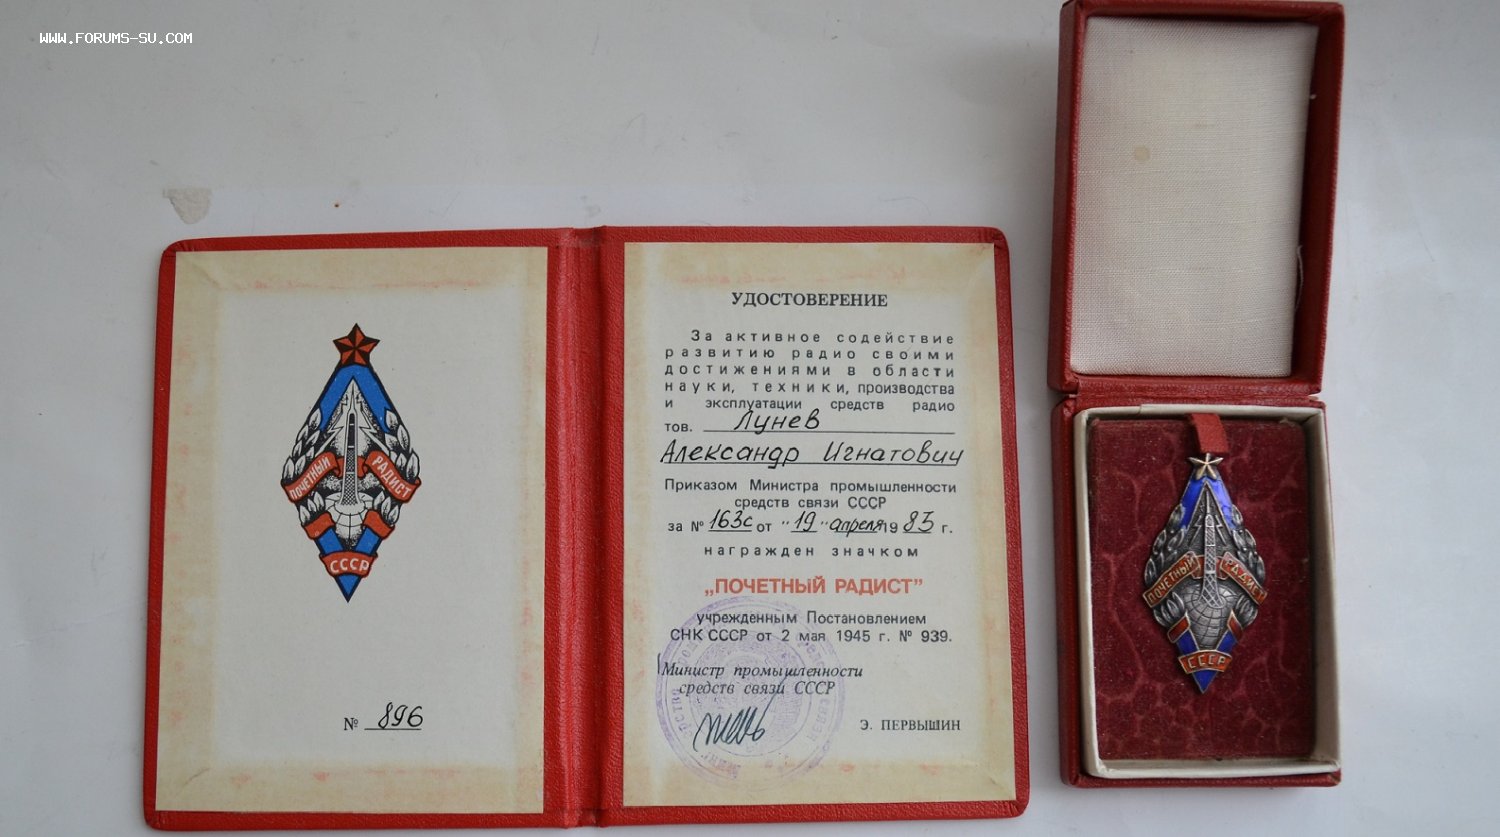 WWW.FORUMS-SU.COM
ПОЧЕТНЫЙ РАДИСТ
СССР
№ 896
УДОСТОВЕРЕНИЕ
За активное содействие
развитию радио своими
достижениями в области
науки, техники, производства
и эксплуатации средств радио
тов. Лунев
Александр Игнатович
Приказом Министра промышленности
средств связи СССР
за № 163с от "19" апреля 1983 г.
награжден значком
„ПОЧЕТНЫЙ РАДИСТ”
учрежденным Постановлением
СНК СССР от 2 мая 1945 г. № 939.
Министр промышленности
средств связи СССР
Э. ПЕРВЫШИН
ПОЧЕТНЫЙ РАДИСТ
СССР